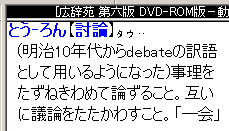 [広辞苑 第六版 DVD-ROM版－動
とう‐ろん【討論】ﾀｩｩ‥
(明治10年代からdebateの訳語
として用いるようになった)事理を
たずねきわめて論ずること。互い
に議論をたたかわすこと。「一会」